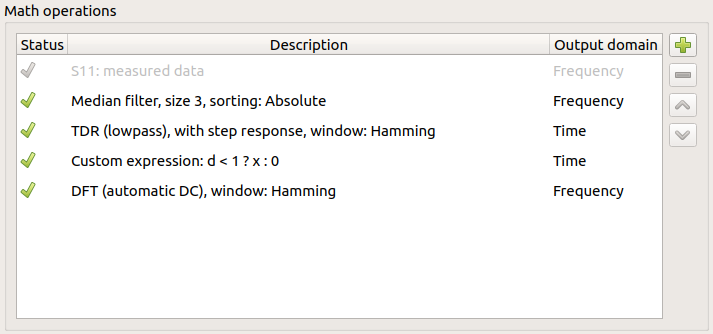 Math operations
Status Description Output domain
S11: measured data Frequency
Median filter, size 3, sorting: Absolute Frequency
TDR (lowpass), with step response, window: Hamming Time
Custom expression: d < 1 ? x : 0 Time
DFT (automatic DC), window: Hamming Frequency